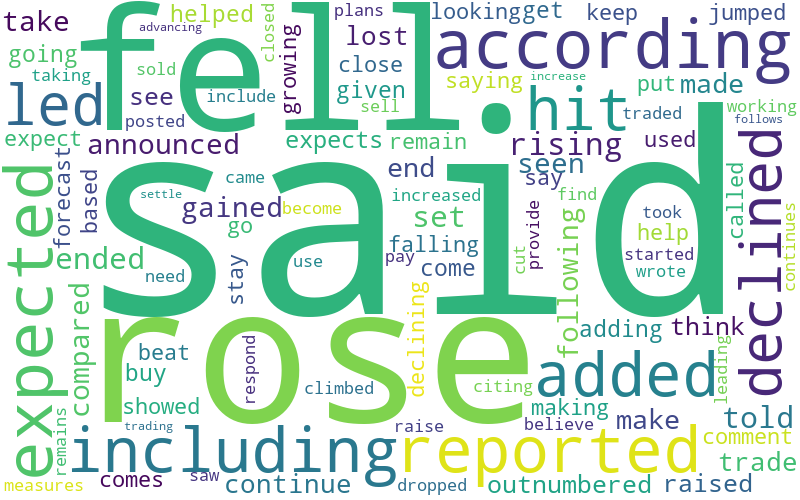 fell
said
rose
according
led
hit
added
including
reported
expected
declined
take
going
taking
expect
advancing
helped
sold
closed
growing
plans
lost
close
given
sell
looking
get
saying
keep
increase
put
made
jumped
traded
working
follows
see
include
posted
announced
expects
remain
rising
used
seen
say
end
forecast
based
gained
came
settle
become
increased
find
go
set
falling
come
need
use
pay
stay
ended
compared
cut
provide
following
took
help
started
wrote
called
continues
beat
buy
showed
trading
respond
climbed
declining
citing
adding
think
leading
making
believe
make
told
comment
trade
raised
raise
dropped
outnumbered
continue
saw
comes
measures
remains